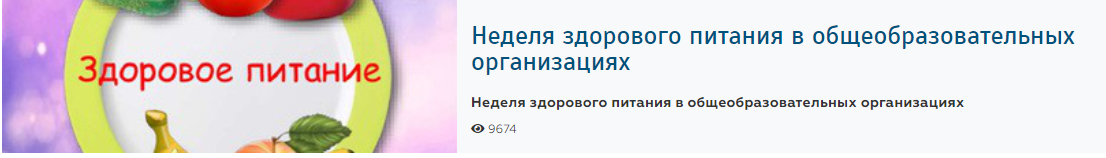 Здоровое питание
Неделя здорового питания в общеобразовательных
организациях
Неделя здорового питания в общеобразовательных организациях
9674